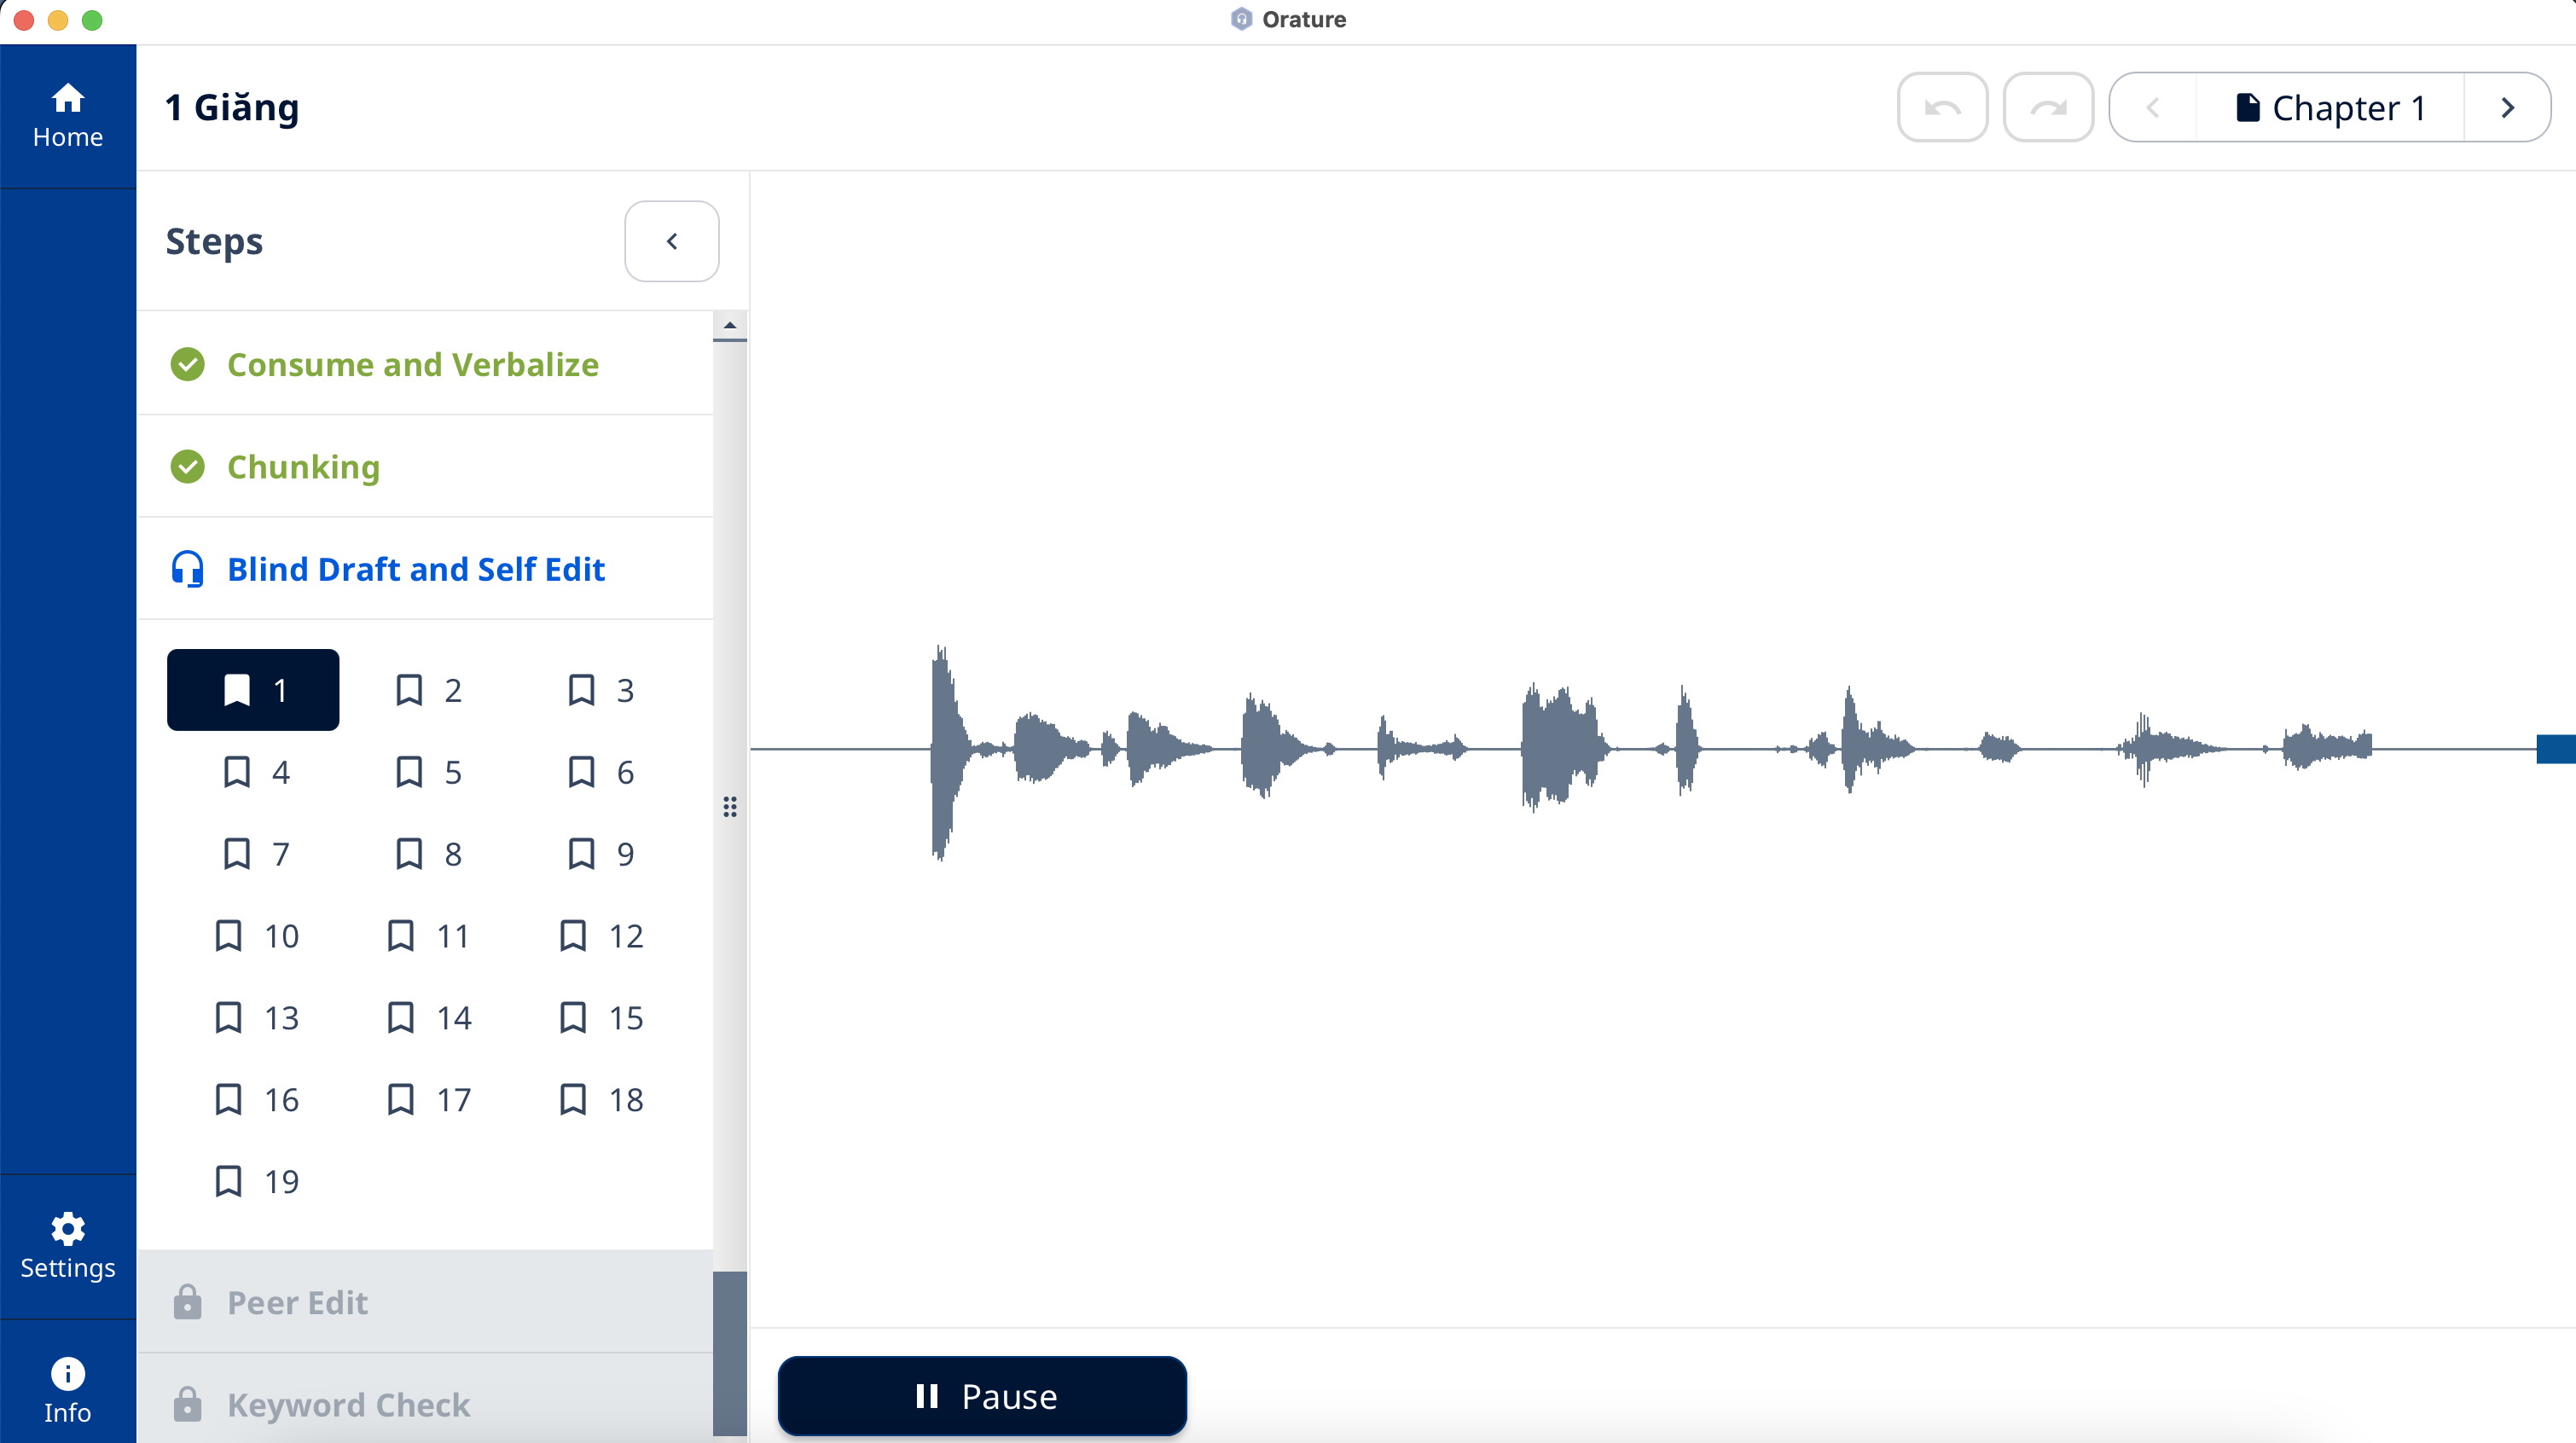 Orature
Home
1 Giăng
Chapter 1
Steps
Consume and Verbalize
Chunking
Blind Draft and Self Edit
1 2 3
4 5 6
7 8 9
10 11 12
13 14 15
16 17 18
19
Settings
Peer Edit
Info
Keyword Check
Pause